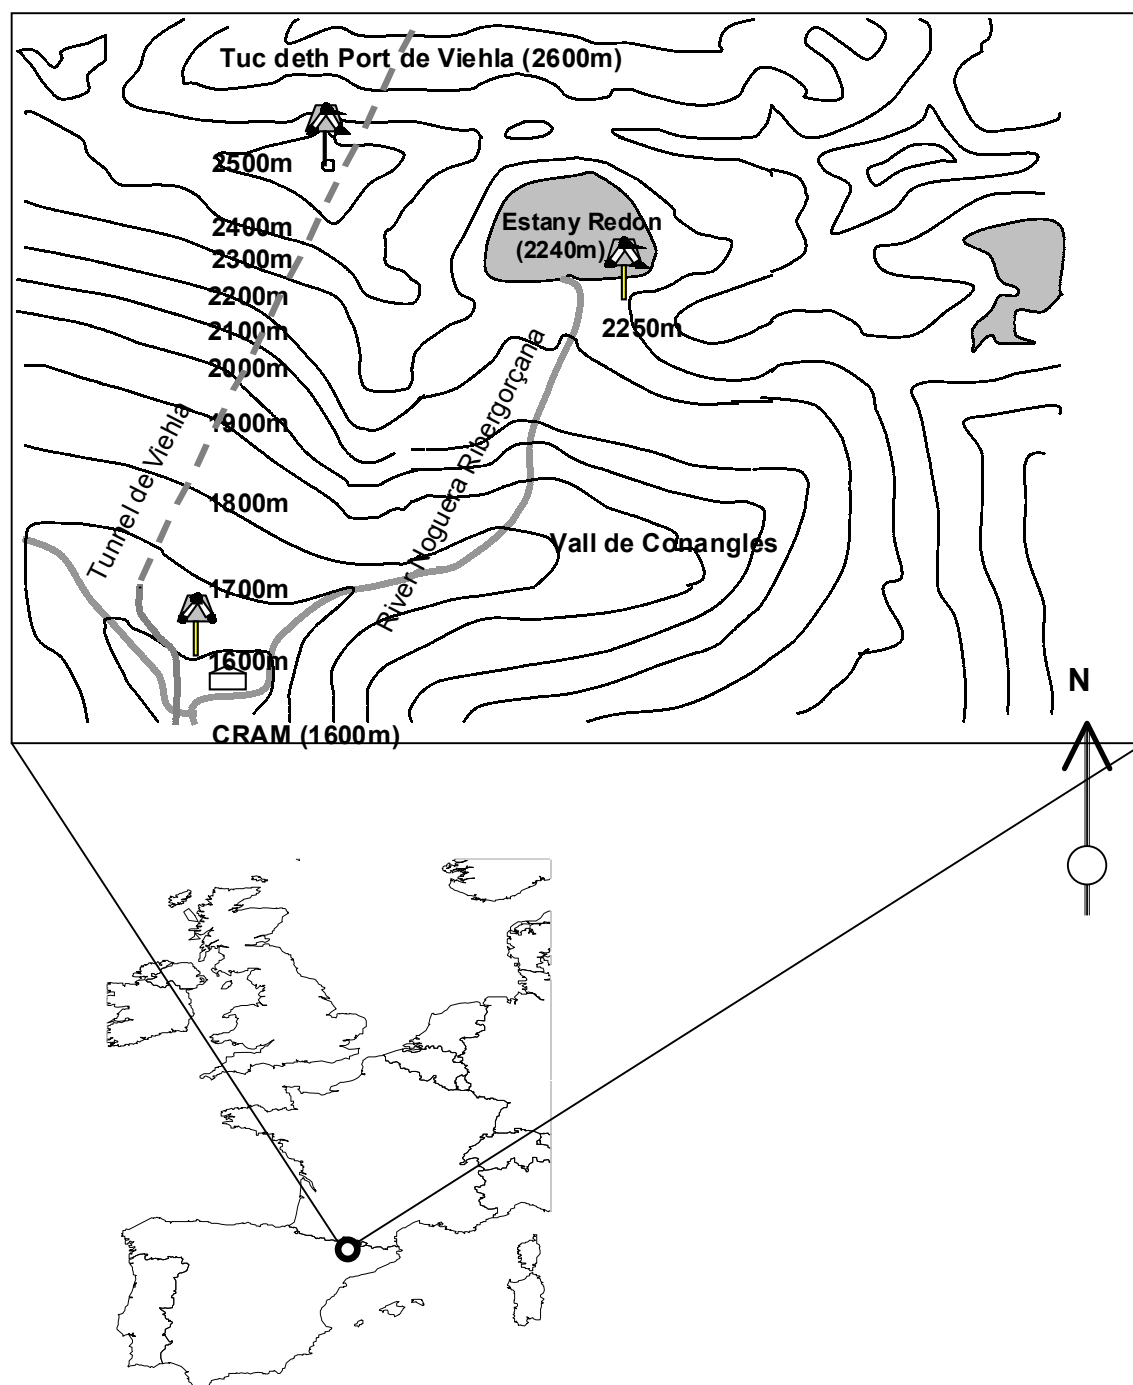 Tuc deth Port de Viehla (2600m)
2500m
Estany Redon
(2240m)
2400m
2300m
2200m
2250m
2100m
2000m
1900m
Tunnel de Viehla
River Noguera Ribergorçana
1800m
Vall de Conangles
1700m
1600m
N
CRAM (1600m)